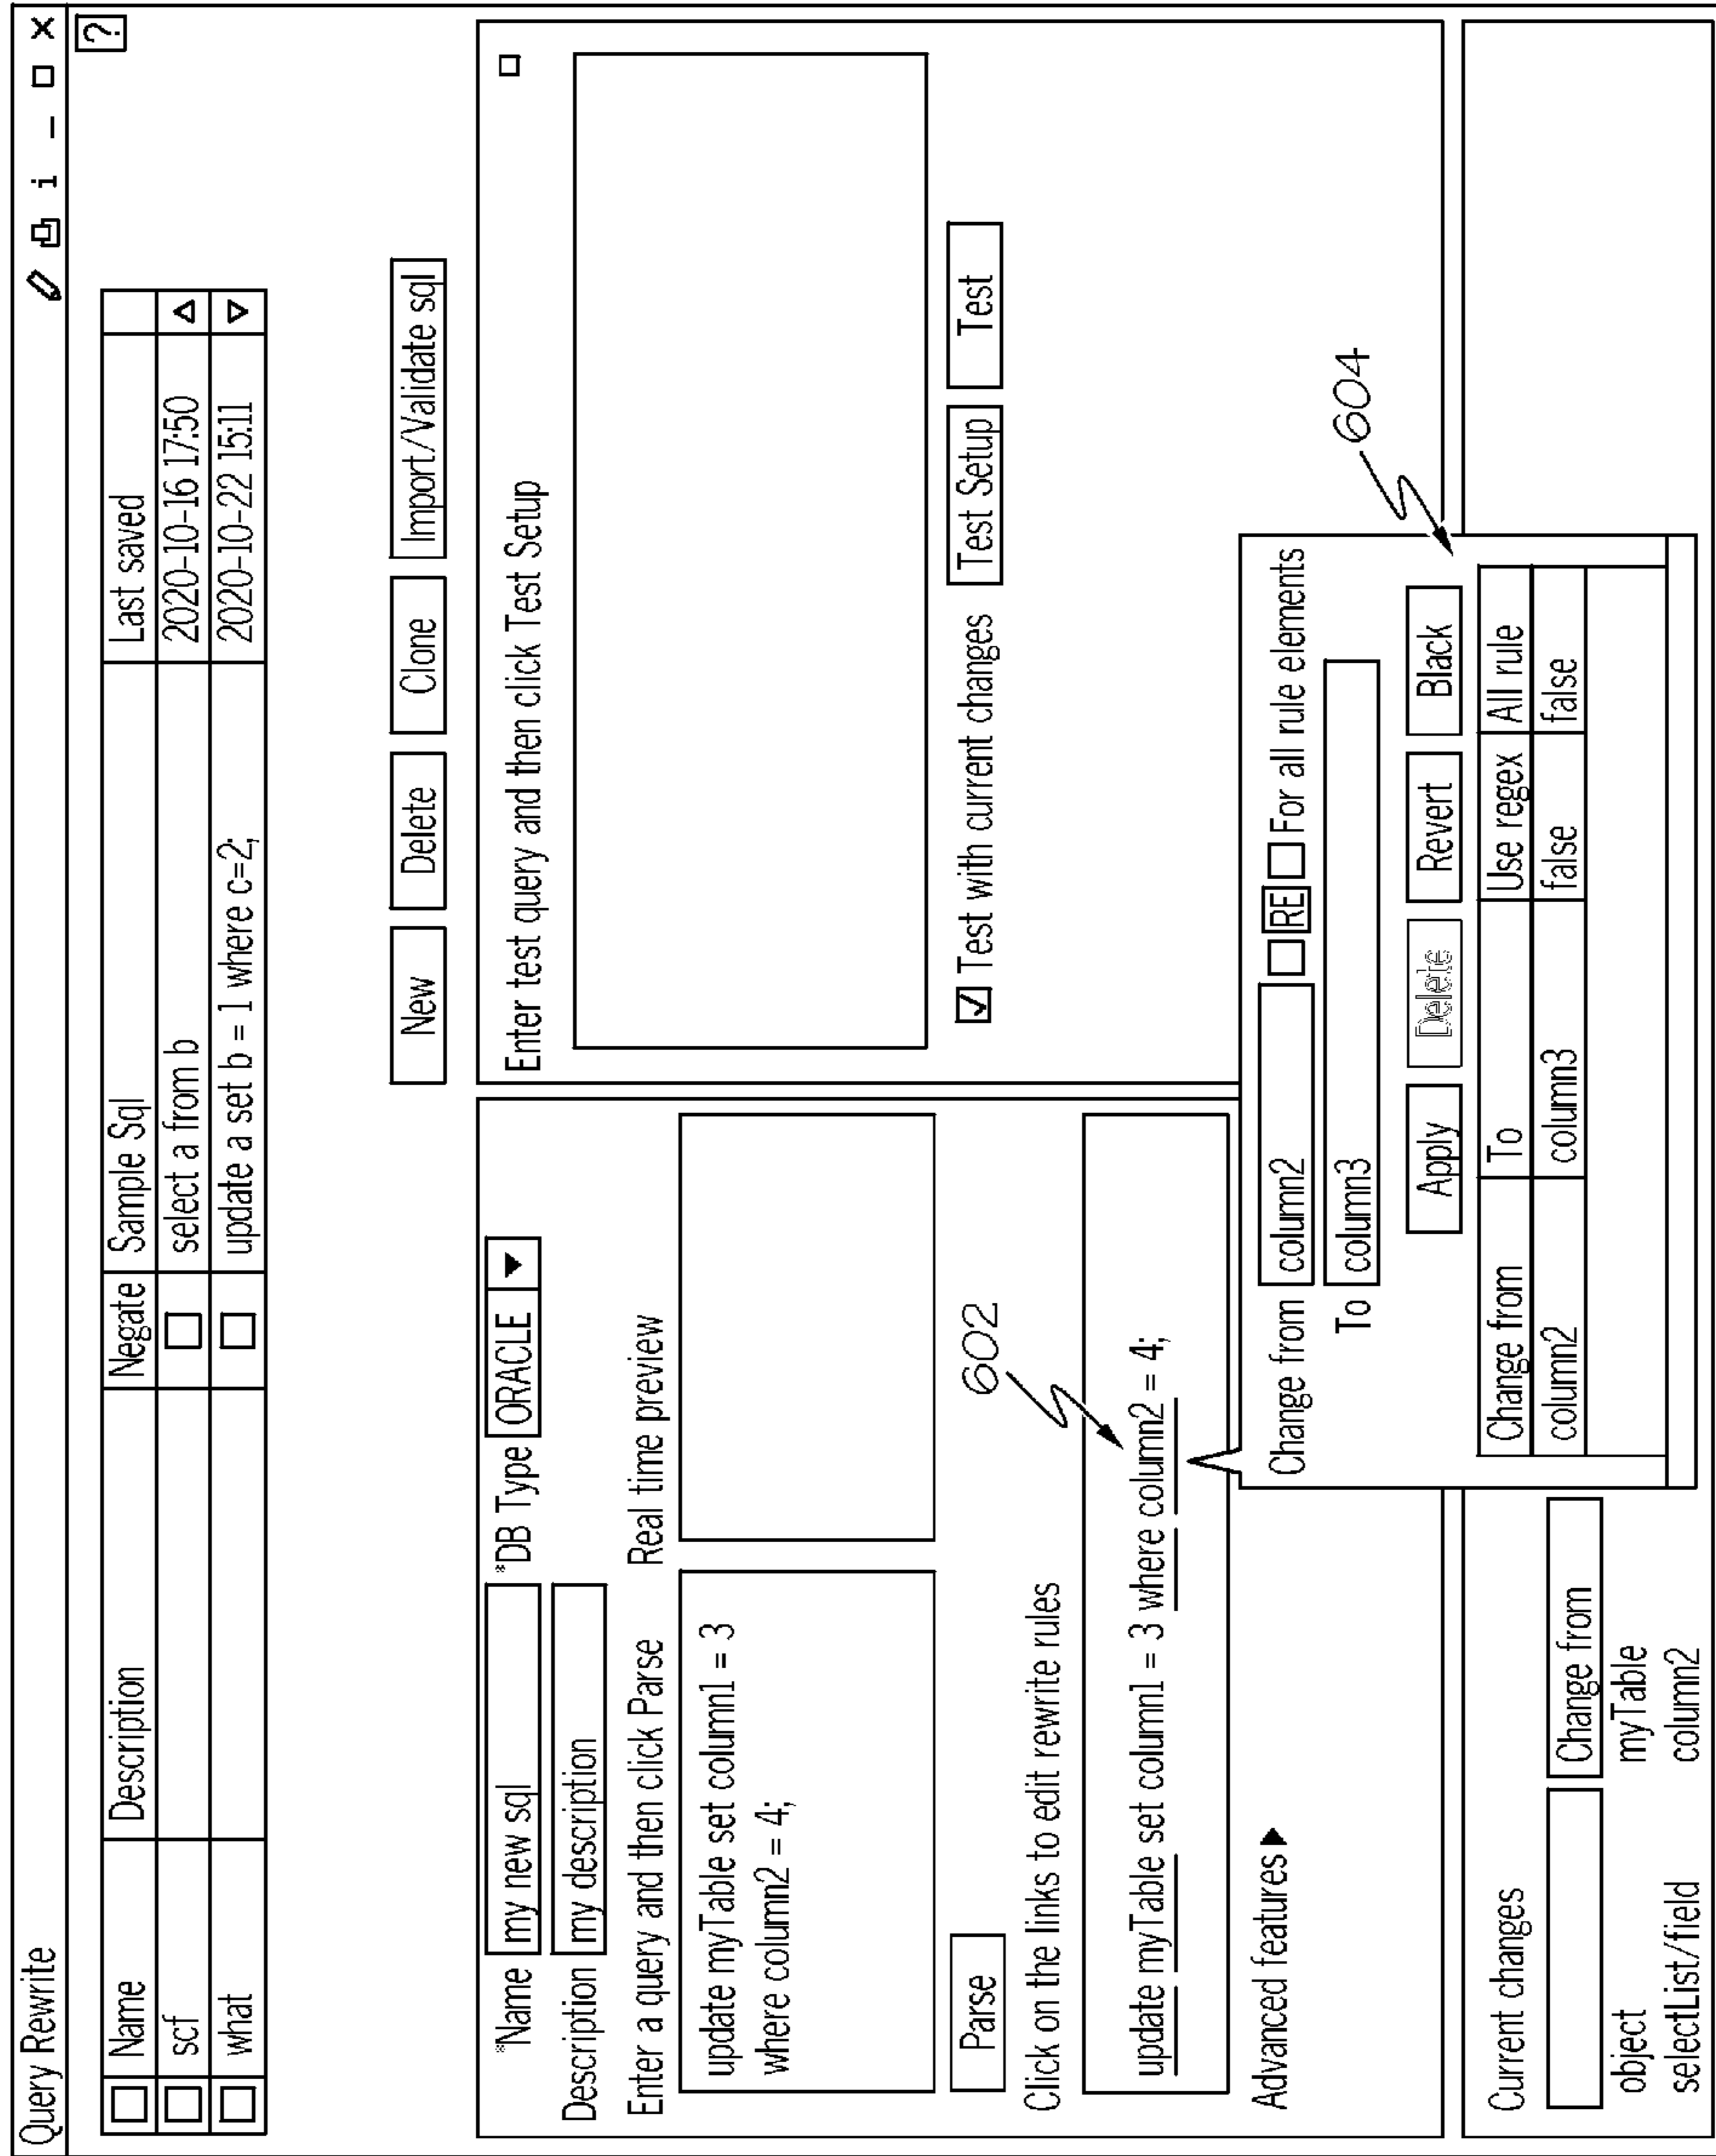 Query Rewrite
i – x
?
Name Description Negate Sample Sql Last saved
scf select a from b 2020-10-16 17:50
what update a set b = 1 where c=2; 2020-10-22 15:11
New Delete Clone Import/Validate sql
*Name my new sql *DB Type ORACLE
Description my description
Enter a query and then click Parse Real time preview
update myTable set column1 = 3
where column2 = 4;
Parse
602
Click on the links to edit rewrite rules
update myTable set column1 = 3 where column2 = 4;
Advanced features
Enter test query and then click Test Setup
Test with current changes Test Setup Test
604
Change from column2 RE For all rule elements
To column3
Apply Delete Revert Black
Change from To Use regex All rule
column2 column3 false false
Current changes
Change from
object myTable
selectList/field column2